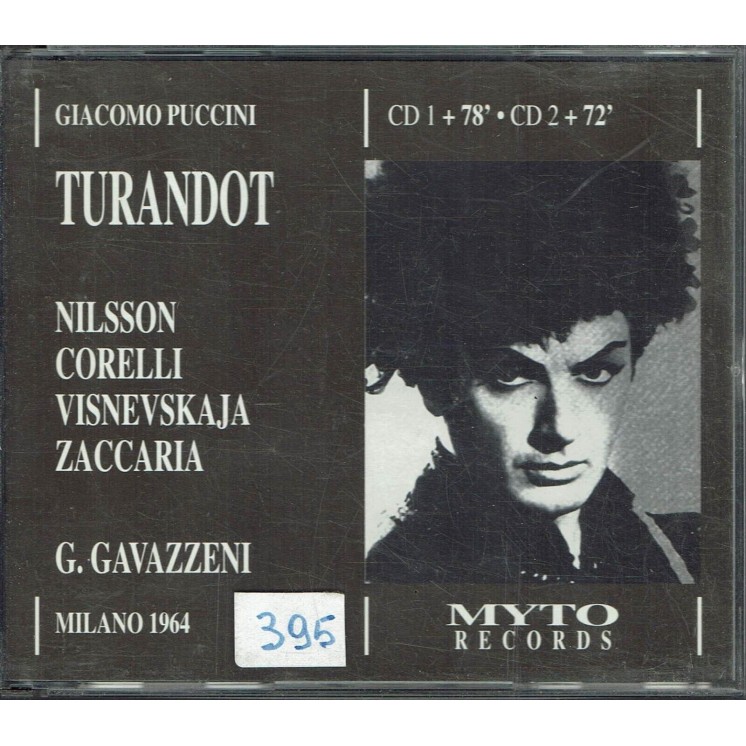 GIACOMO PUCCINI
CD 1 + 78’ • CD 2 + 72’
TURANDOT
NILSSON
CORELLI
VISNEVSKAJA
ZACCARIA
G. GAVAZZENI
MILANO 1964
395
MYTO
RECORDS